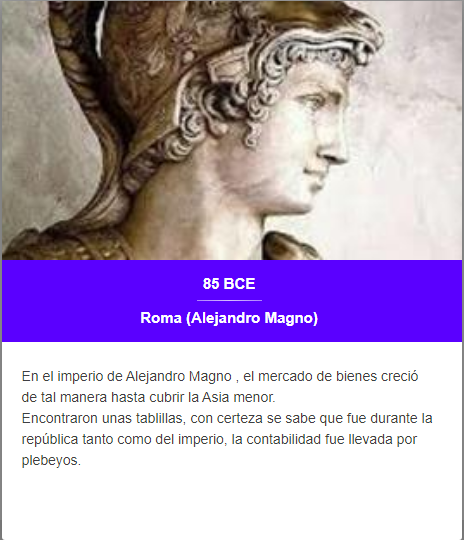 85 BCE
Roma (Alejandro Magno)
En el imperio de Alejandro Magno , el mercado de bienes creció
de tal manera hasta cubrir la Asia menor.
Encontraron unas tablillas, con certeza se sabe que fue durante la
república tanto como del imperio, la contabilidad fue llevada por
plebeyos.